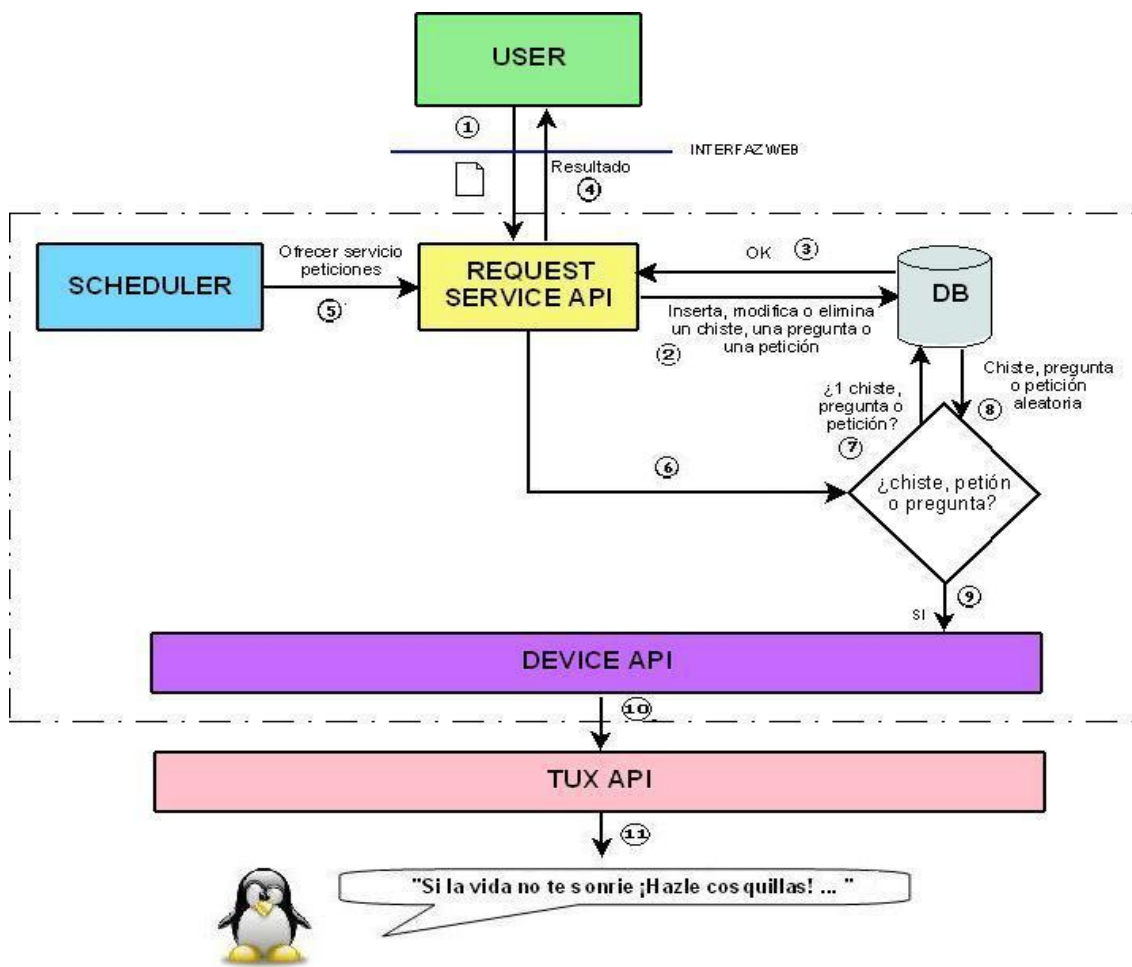 USER
1
INTERFAZ WEB
Resultado
4
SCHEDULER
Ofrecer servicio
peticiones
5
REQUEST
SERVICE API
OK
3
DB
Inserta, modifica o elimina
un chiste, una pregunta o
una petición
2
¿1 chiste,
pregunta o
petición?
7
Chiste, pregunta
o petición
aleatoria
8
6
¿chiste, petión
o pregunta?
9
SI
DEVICE API
10
TUX API
11
"Si la vida no te sonrie ¡Hazle cosquillas! ... "